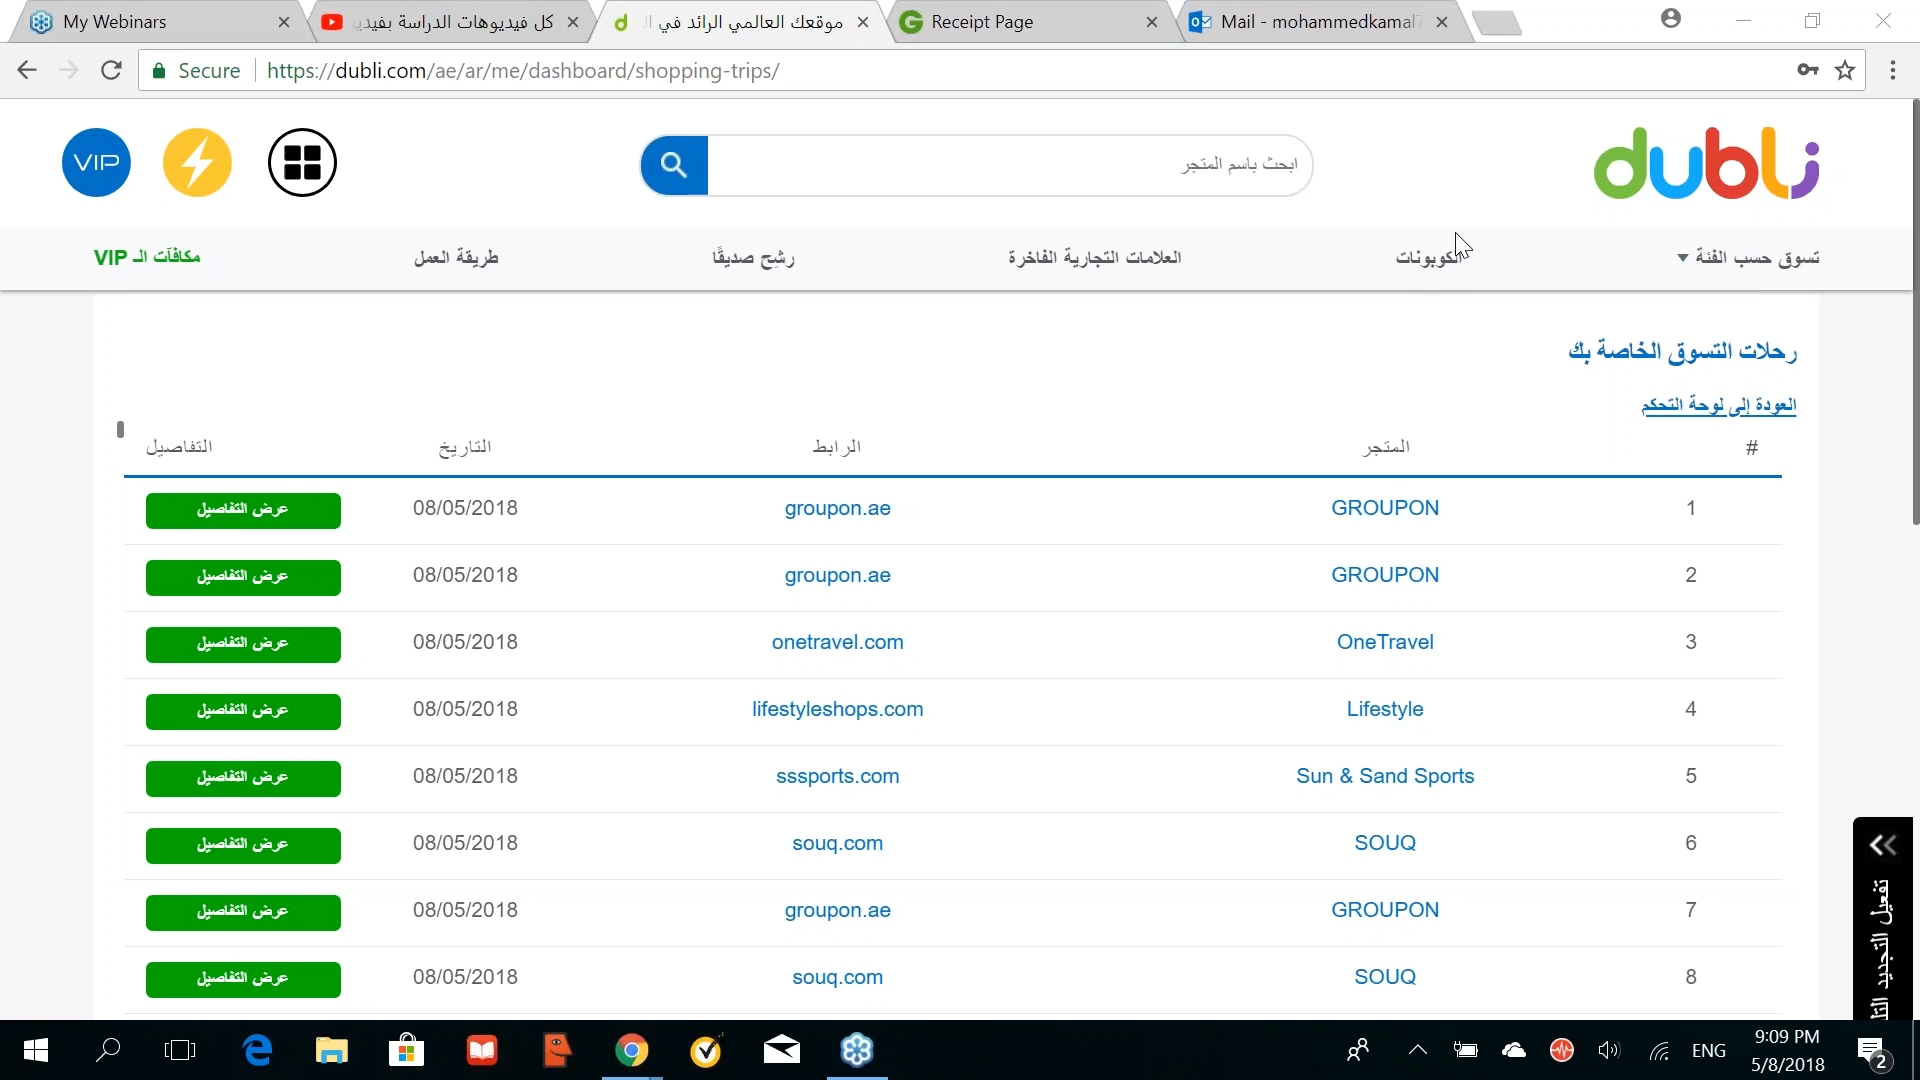 My Webinars
كل فيديوهات الدراسة بفيديو
موقعك العالمي الرائد في ا
Receipt Page
Mail - mohammedkamal7
Secure
https://dubli.com/ae/ar/me/dashboard/shopping-trips/
VIP
ابحث باسم المتجر
dubli
تسوق حسب الفئة
الكوبونات
العلامات التجارية الفاخرة
رشِح صديقًا
طريقة العمل
مكافآت الـ VIP
رحلات التسوق الخاصة بك
العودة إلى لوحة التحكم
# المتجر الرابط التاريخ التفاصيل
1 GROUPON groupon.ae 08/05/2018 عرض التفاصيل
2 GROUPON groupon.ae 08/05/2018 عرض التفاصيل
3 OneTravel onetravel.com 08/05/2018 عرض التفاصيل
4 Lifestyle lifestyleshops.com 08/05/2018 عرض التفاصيل
5 Sun & Sand Sports sssports.com 08/05/2018 عرض التفاصيل
6 SOUQ souq.com 08/05/2018 عرض التفاصيل
7 GROUPON groupon.ae 08/05/2018 عرض التفاصيل
8 SOUQ souq.com 08/05/2018 عرض التفاصيل
تفعيل التجديد
ENG
9:09 PM
5/8/2018
2